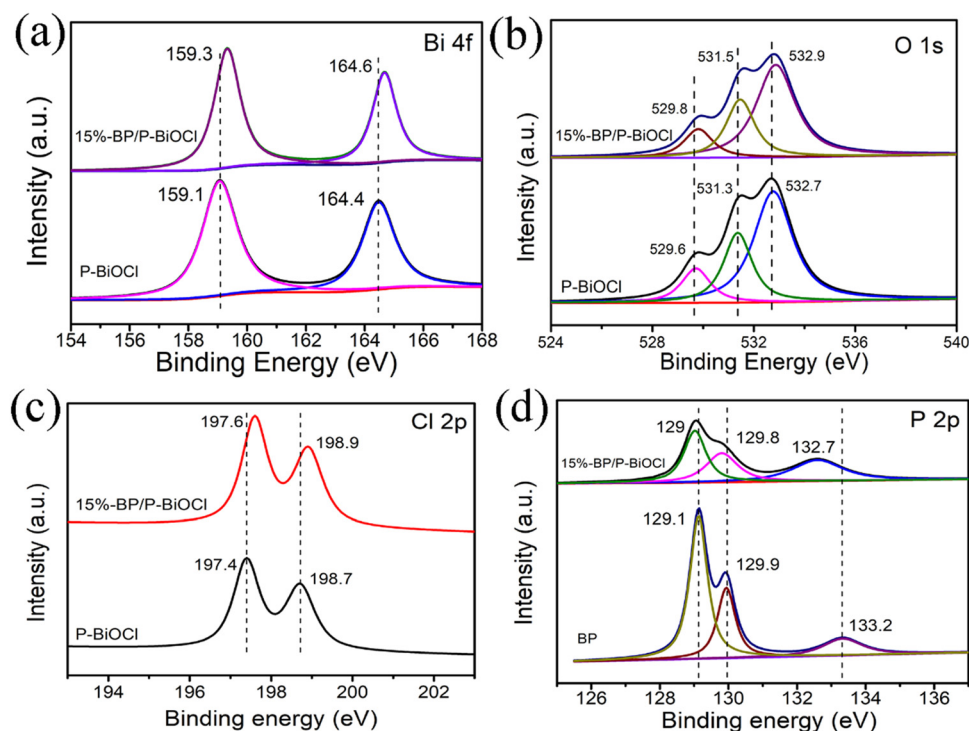 (a)
Bi 4f
159.3
164.6
15%-BP/P-BiOCl
159.1
164.4
P-BiOCl
Intensity (a.u.)
154 156 158 160 162 164 166 168
Binding Energy (eV)
(b)
O 1s
531.5
532.9
529.8
15%-BP/P-BiOCl
531.3
532.7
529.6
P-BiOCl
Intensity (a.u.)
524 528 532 536 540
Binding Energy (eV)
(c)
Cl 2p
197.6
198.9
15%-BP/P-BiOCl
197.4
198.7
P-BiOCl
Intensity (a.u.)
194 196 198 200 202
Binding energy (eV)
(d)
P 2p
129
129.8
132.7
15%-BP/P-BiOCl
129.1
129.9
133.2
BP
Intensity (a.u.)
126 128 130 132 134 136
Binding energy (eV)